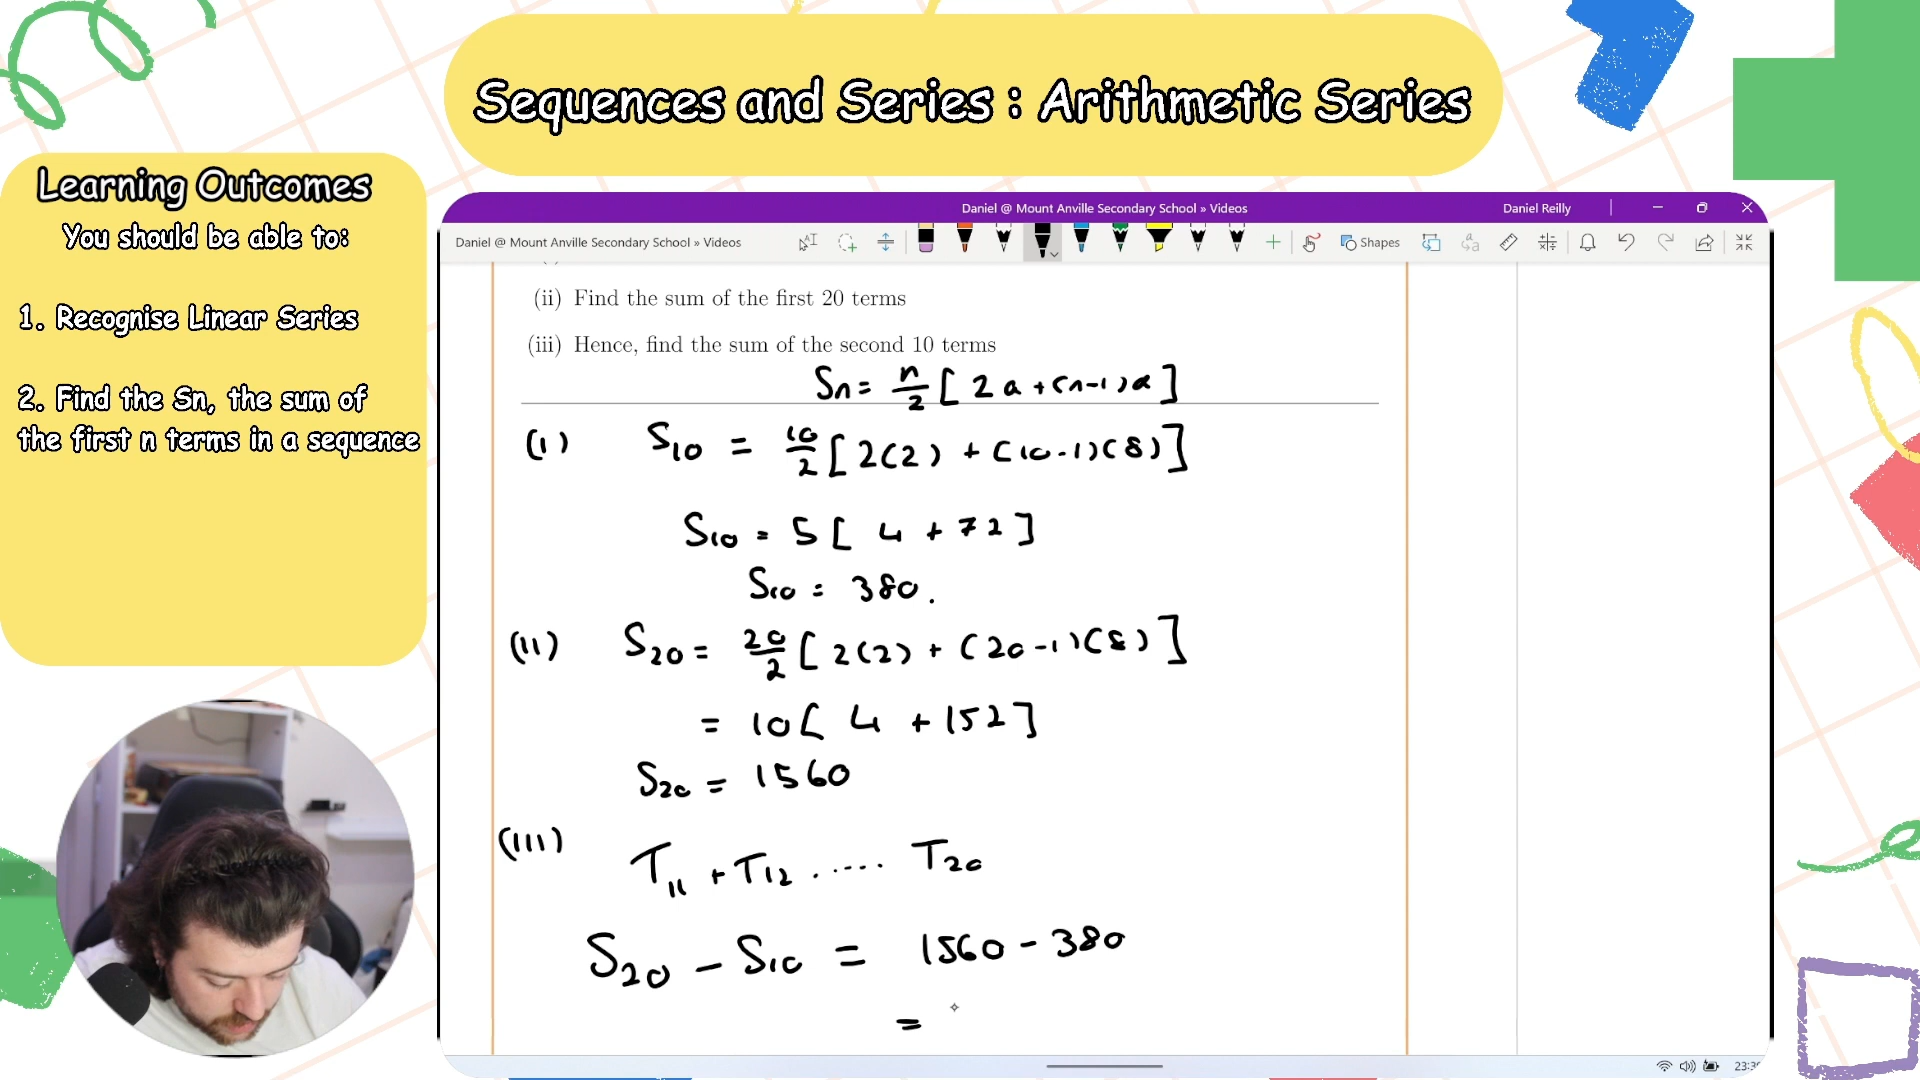 Sequences and Series : Arithmetic Series
Learning Outcomes
You should be able to:
1. Recognise Linear Series
2. Find the Sn, the sum of
the first n terms in a sequence
Daniel @ Mount Anville Secondary School » Videos
Daniel Reilly
Daniel @ Mount Anville Secondary School » Videos
Shapes
(ii) Find the sum of the first 20 terms
(iii) Hence, find the sum of the second 10 terms
Sn = n/2 [ 2a + (n-1)d ]
(i) S10 = 10/2 [ 2(2) + (10-1)(8) ]
S10 = 5 [ 4 + 72 ]
S10 = 380.
(ii) S20 = 20/2 [ 2(2) + (20-1)(8) ]
= 10 [ 4 + 152 ]
S20 = 1560
(iii) T11 + T12 ..... T20
S20 - S10 = 1560 - 380
=